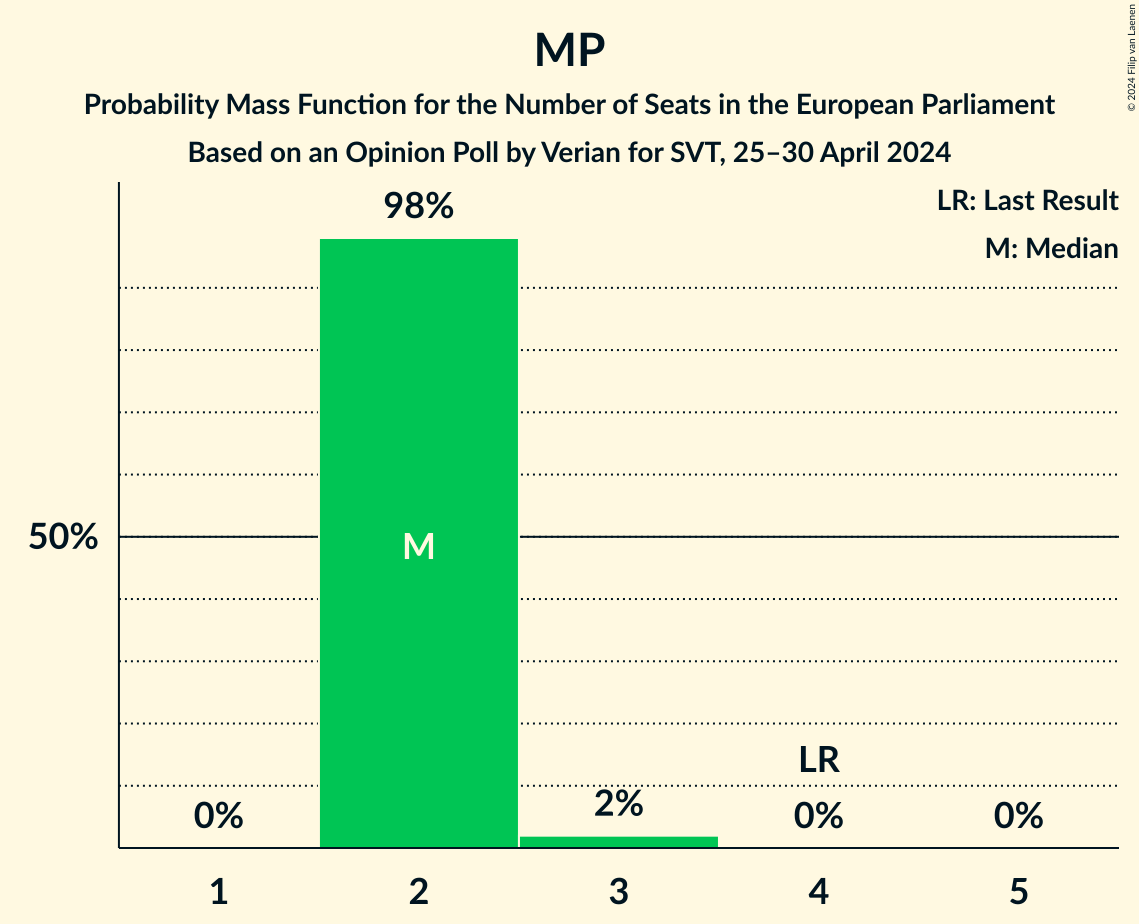 MP
Probability Mass Function for the Number of Seats in the European Parliament
Based on an Opinion Poll by Verian for SVT, 25–30 April 2024
© 2024 Filip van Laenen
LR: Last Result
M: Median
98%
50%
M
LR
0%
2%
0%
0%
1
2
3
4
5